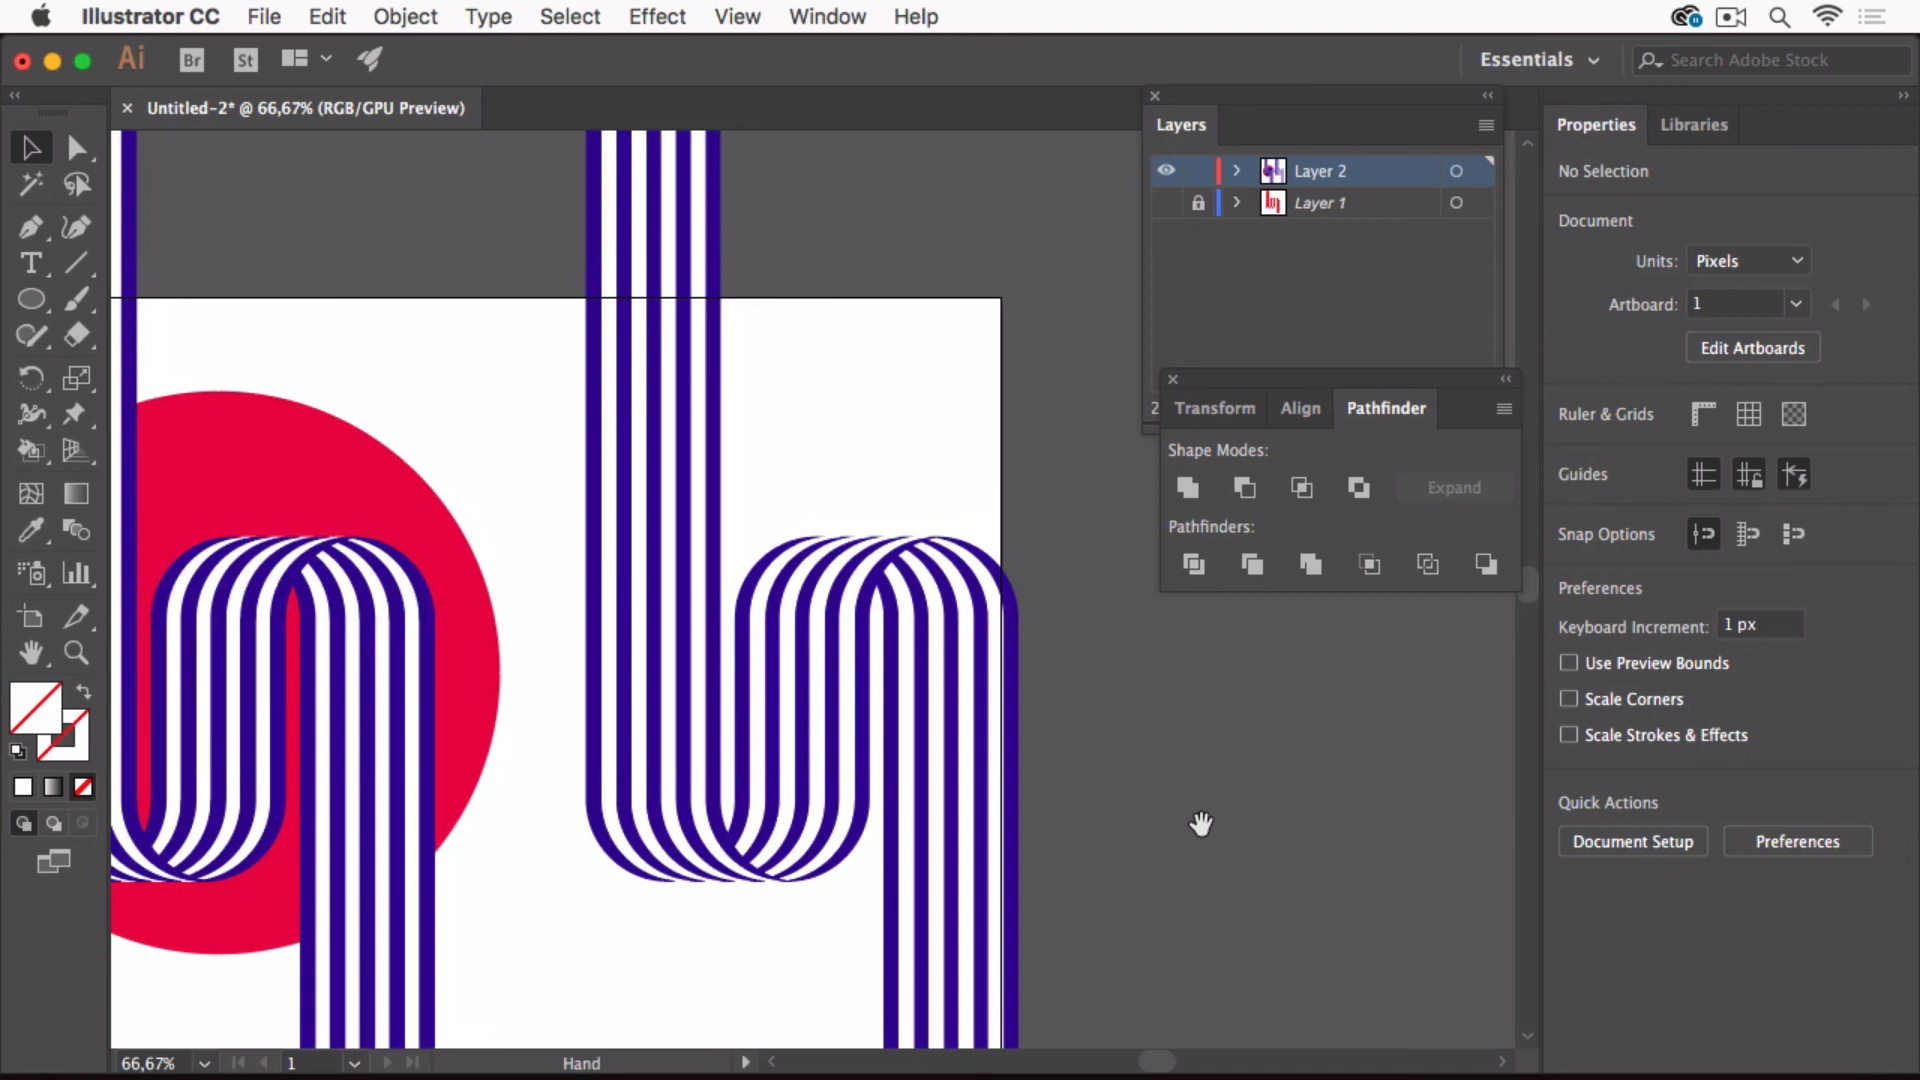 Illustrator CC File Edit Object Type Select Effect View Window Help
Ai Br St Essentials Search Adobe Stock
Untitled-2* @ 66,67% (RGB/GPU Preview)
Layers
Layer 2
Layer 1
2
Transform Align Pathfinder
Shape Modes:
Expand
Pathfinders:
Properties Libraries
No Selection
Document
Units: Pixels
Artboard: 1
Edit Artboards
Ruler & Grids
Guides
Snap Options
Preferences
Keyboard Increment: 1 px
Use Preview Bounds
Scale Corners
Scale Strokes & Effects
Quick Actions
Document Setup Preferences
66,67% 1 Hand